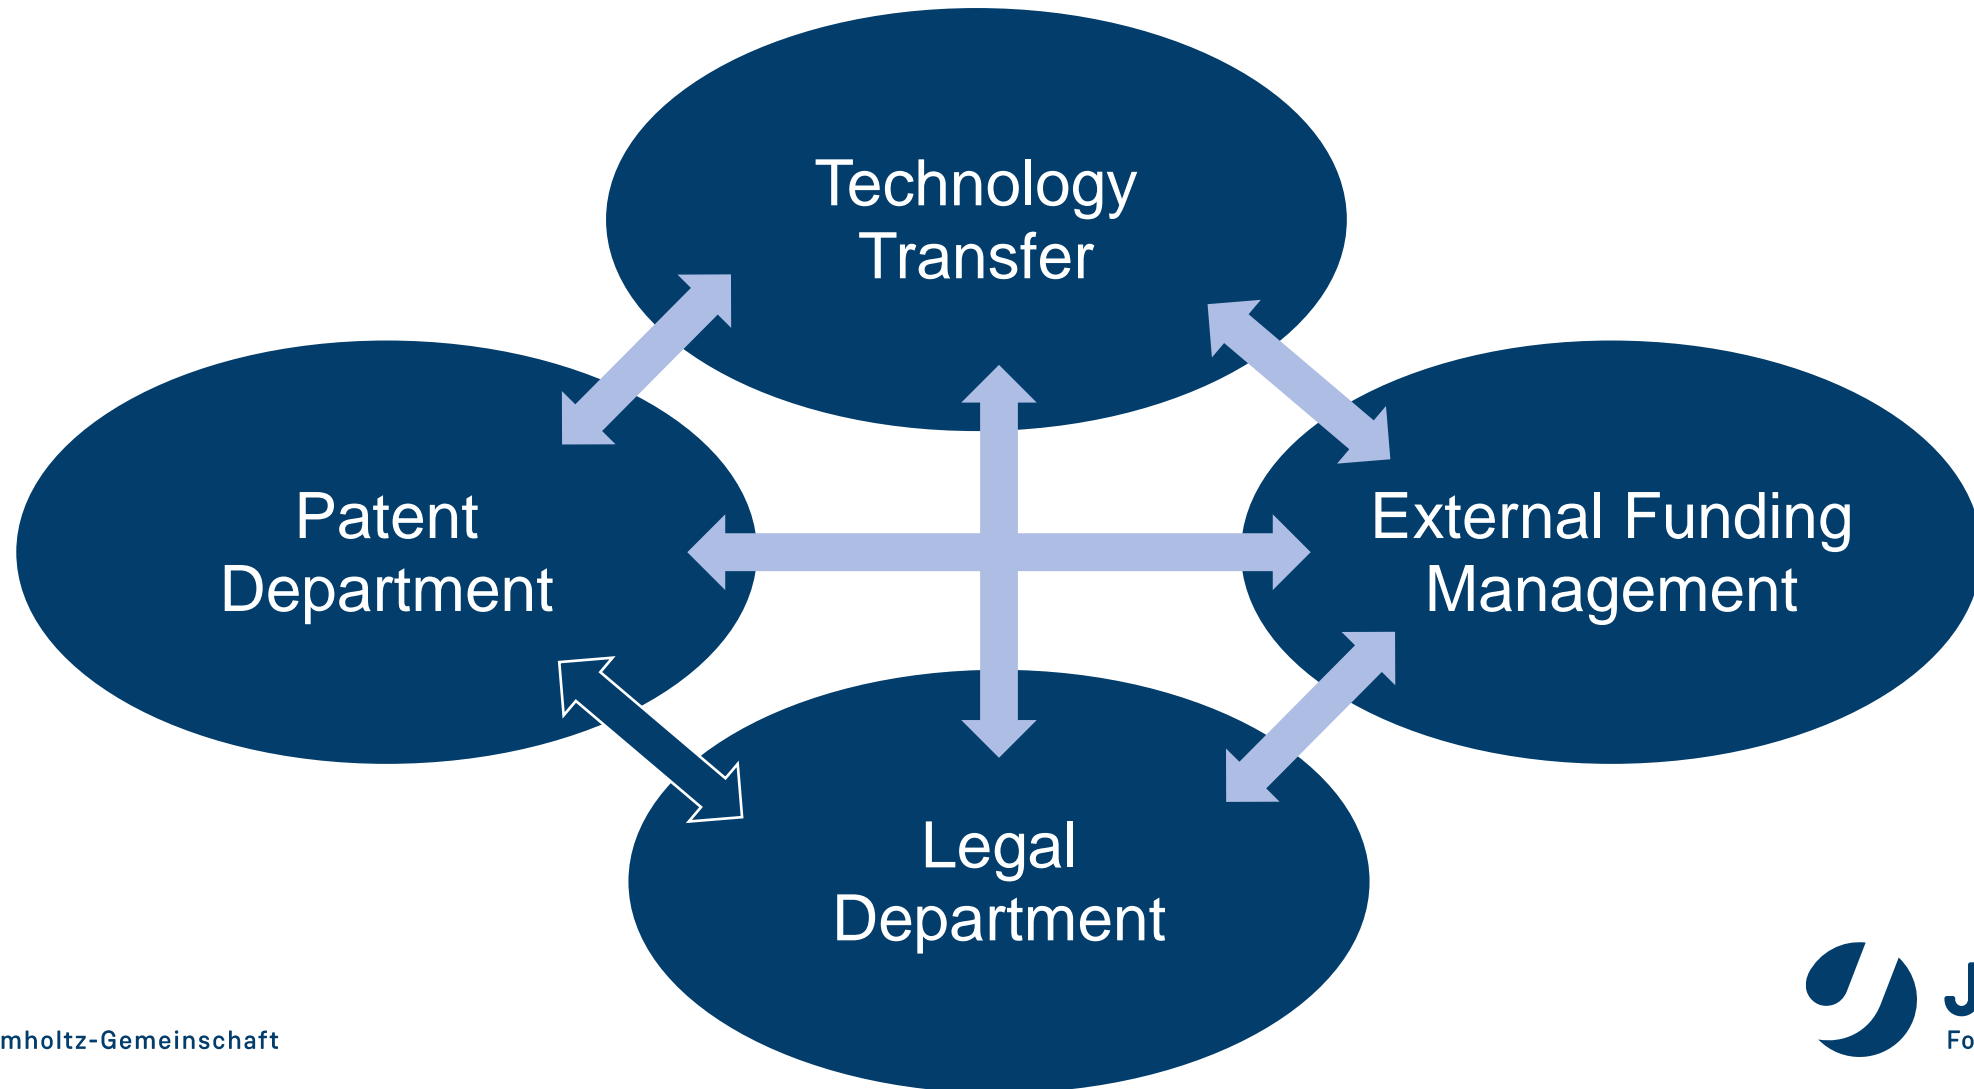 Technology
Transfer
Patent
Department
External Funding
Management
Legal
Department
mholtz-Gemeinschaft
J
Fo